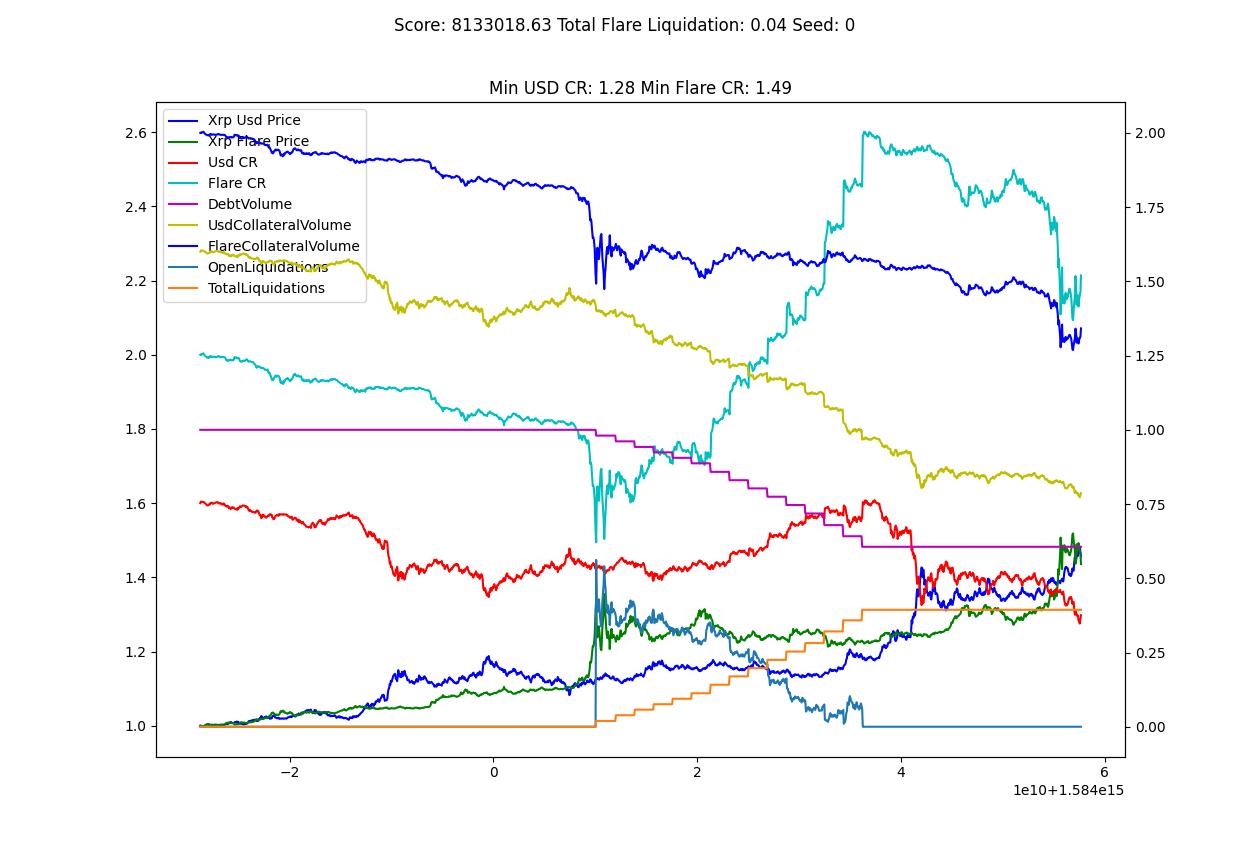 Score: 8133018.63 Total Flare Liquidation: 0.04 Seed: 0
Min USD CR: 1.28 Min Flare CR: 1.49
Xrp Usd Price
Xrp Flare Price
Usd CR
Flare CR
DebtVolume
UsdCollateralVolume
FlareCollateralVolume
OpenLiquidations
TotalLiquidations
2.6
2.4
2.2
2.0
1.8
1.6
1.4
1.2
1.0
2.00
1.75
1.50
1.25
1.00
0.75
0.50
0.25
0.00
−2
0
2
4
6
1e10+1.584e15